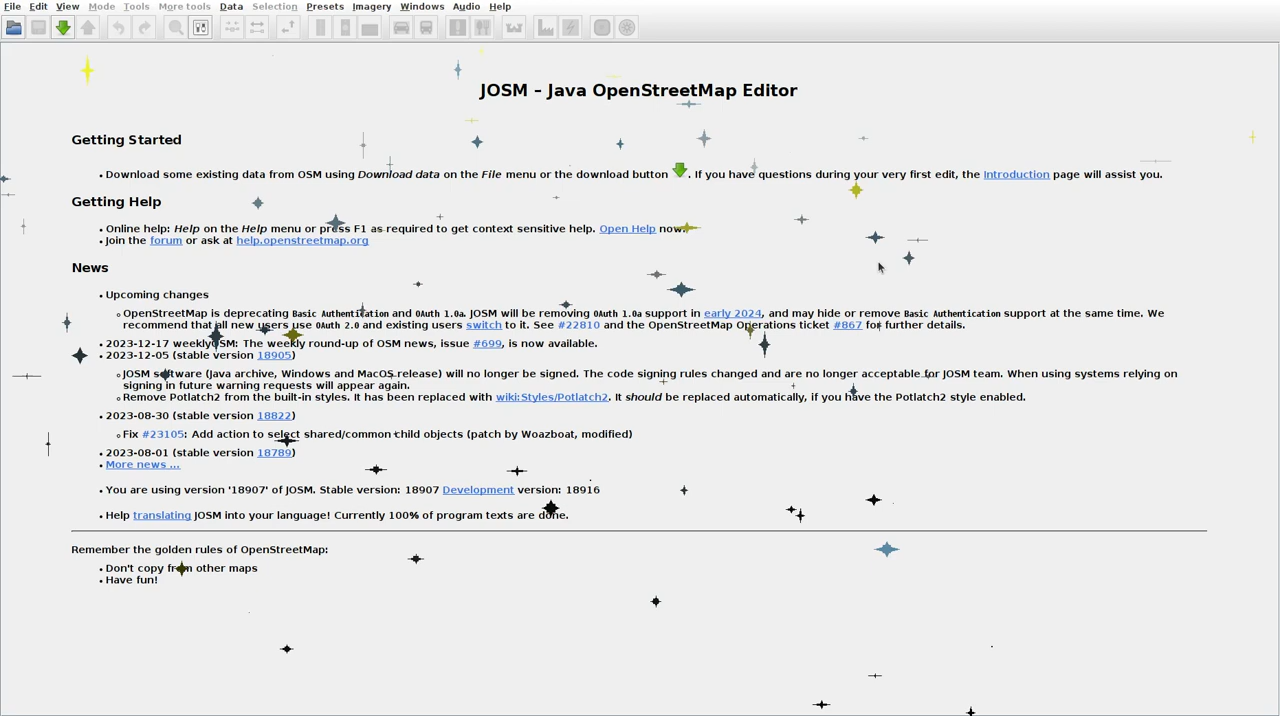 File Edit View Mode Tools More tools Data Selection Presets Imagery Windows Audio Help
JOSM – Java OpenStreetMap Editor
Getting Started
• Download some existing data from OSM using Download data on the File menu or the download button . If you have questions during your very first edit, the Introduction page will assist you.
Getting Help
• Online help: Help on the Help menu or press F1 as required to get context sensitive help. Open Help now.
• Join the forum or ask at help.openstreetmap.org
News
• Upcoming changes
◦ OpenStreetMap is deprecating Basic Authentication and OAuth 1.0a. JOSM will be removing OAuth 1.0a support in early 2024, and may hide or remove Basic Authentication support at the same time. We
recommend that all new users use OAuth 2.0 and existing users switch to it. See #22810 and the OpenStreetMap Operations ticket #867 for further details.
• 2023-12-17 weeklyOSM: The weekly round-up of OSM news, issue #699, is now available.
• 2023-12-05 (stable version 18905)
◦ JOSM software (Java archive, Windows and MacOS release) will no longer be signed. The code signing rules changed and are no longer acceptable for JOSM team. When using systems relying on
signing in future warning requests will appear again.
◦ Remove Potlatch2 from the built-in styles. It has been replaced with wiki:Styles/Potlatch2. It should be replaced automatically, if you have the Potlatch2 style enabled.
• 2023-08-30 (stable version 18822)
◦ Fix #23105: Add action to select shared/common child objects (patch by Woazboat, modified)
• 2023-08-01 (stable version 18789)
• More news ...
• You are using version '18907' of JOSM. Stable version: 18907 Development version: 18916
• Help translating JOSM into your language! Currently 100% of program texts are done.
Remember the golden rules of OpenStreetMap:
• Don't copy from other maps
• Have fun!